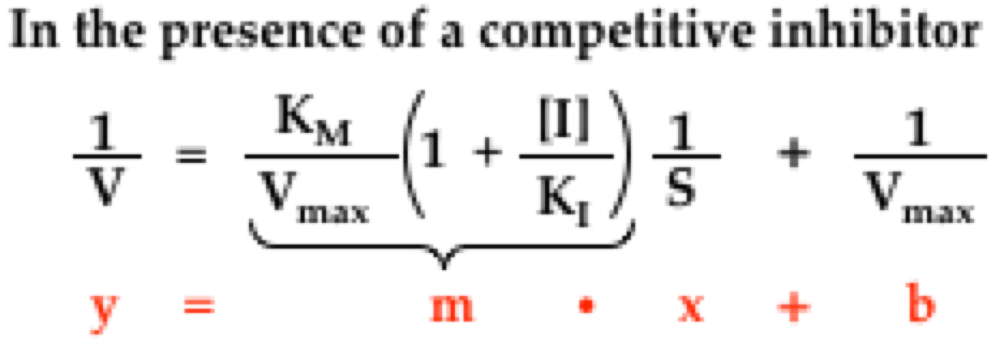 In the presence of a competitive inhibitor
1/V = K_M/V_max (1 + [I]/K_I) 1/S + 1/V_max
y = m • x + b